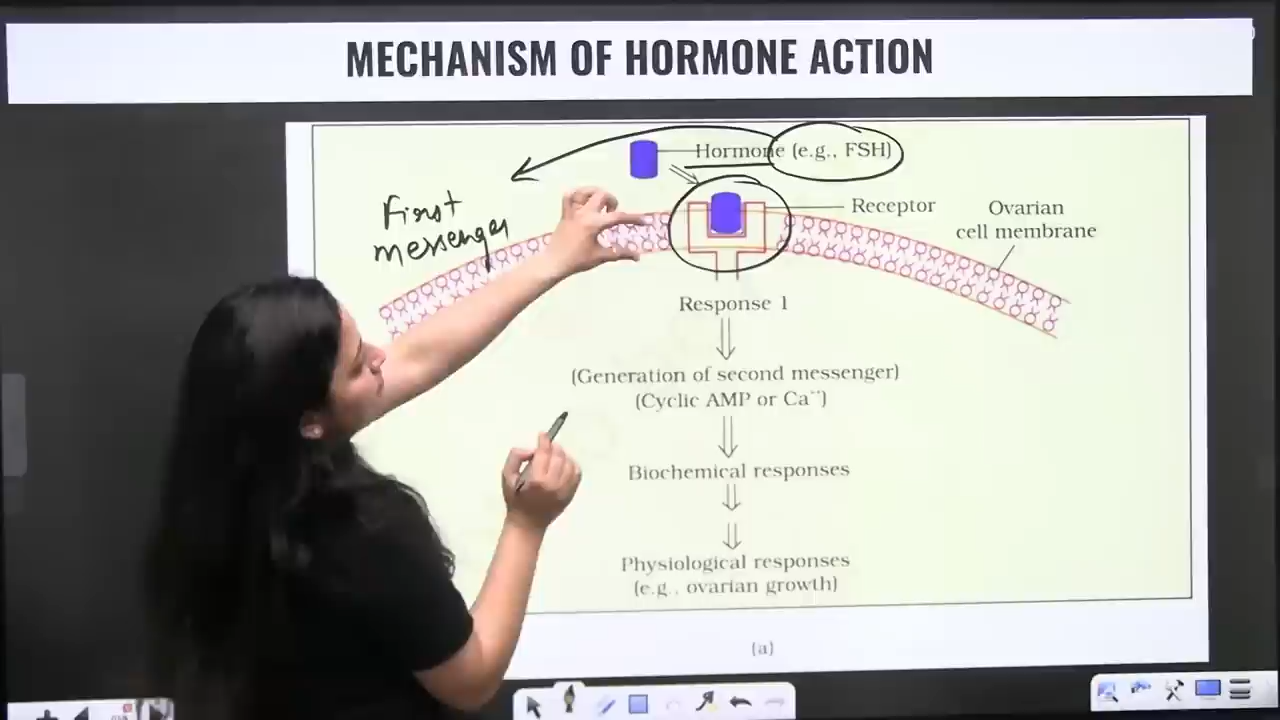 MECHANISM OF HORMONE ACTION
Hormone (e.g., FSH)
First
messenger
Receptor
Ovarian
cell membrane
Response 1
(Generation of second messenger)
(Cyclic AMP or Ca⁺⁺)
Biochemical responses
Physiological responses
(e.g., ovarian growth)
(a)